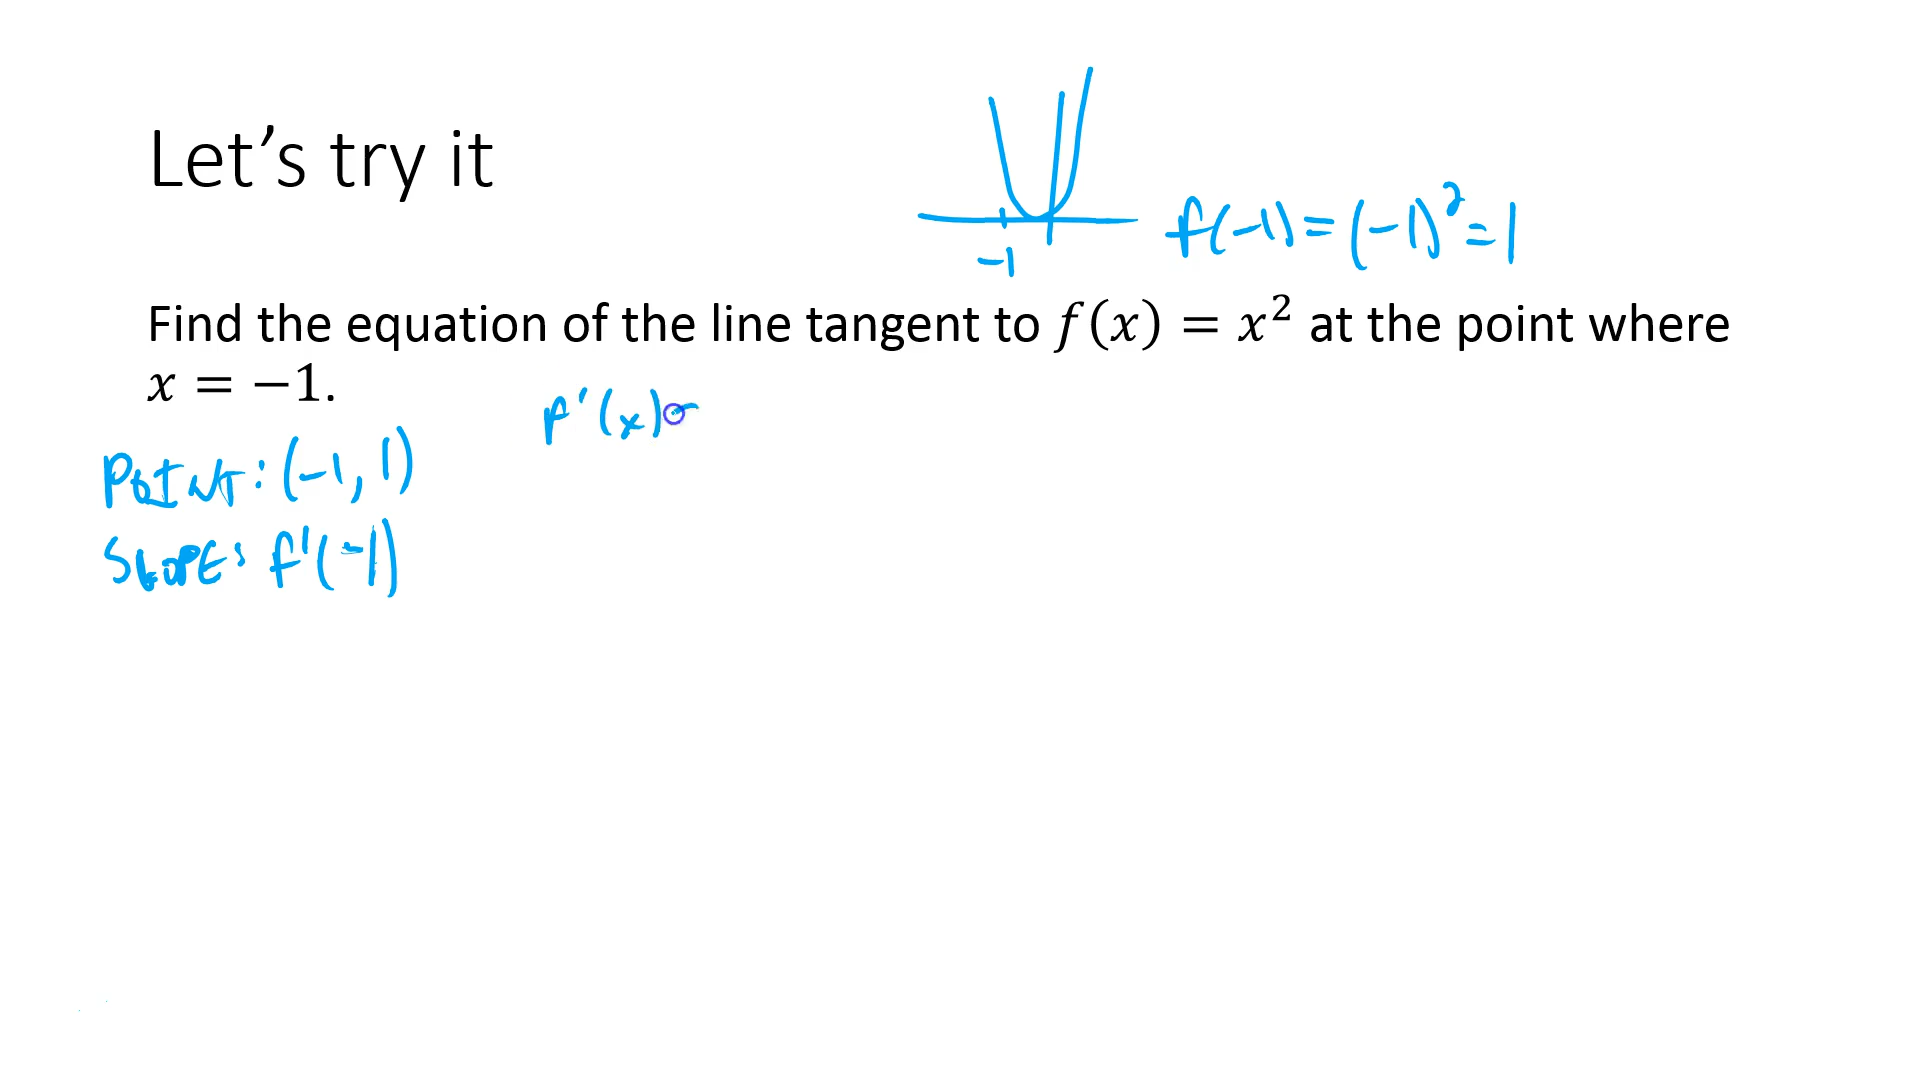 Let's try it
-1
f(-1) = (-1)² = 1
Find the equation of the line tangent to f(x) = x² at the point where
x = −1.
f'(x)
POINT: (-1, 1)
SLOPE: f'(-1)